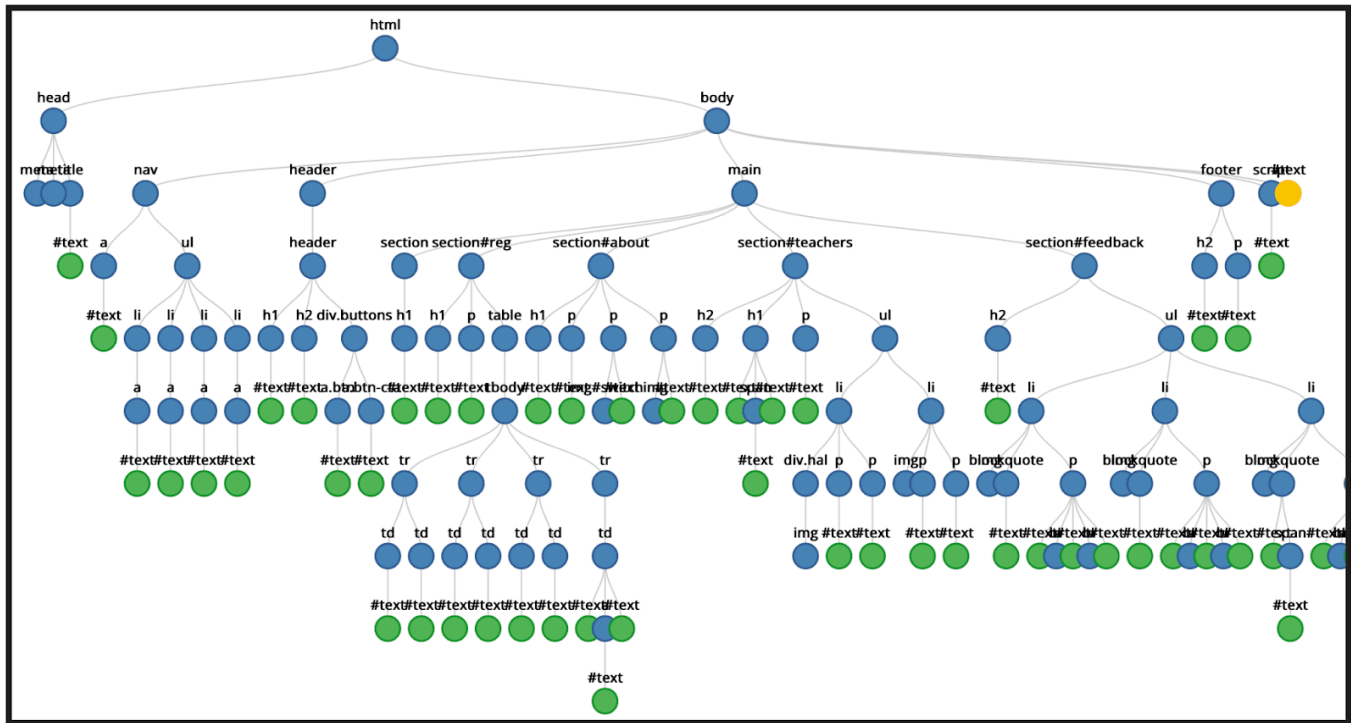 html
head body
nav header main footer
#text a ul header section section#reg section#about section#teachers section#feedback h2 p #text
#text li li li li h1 h2 div.buttons h1 h1 p table h1 p p p h2 h1 p ul h2 ul #text #text
a a a a #text #text #text #text #text tbody #text #text #text #text #text li li #text li li li
#text #text #text #text #text #text tr tr tr tr #text div.hal p p img p p p p
td td td td td td td img #text #text #text #text #text #text
#text #text #text #text #text #text #text #text
#text